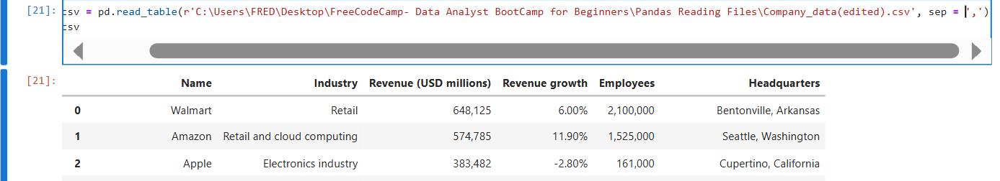 [21]: csv = pd.read_table(r'C:\Users\FRED\Desktop\FreeCodeCamp- Data Analyst BootCamp for Beginners\Pandas Reading Files\Company_data(edited).csv', sep = ',')
csv
[21]:
Name Industry Revenue (USD millions) Revenue growth Employees Headquarters
0 Walmart Retail 648,125 6.00% 2,100,000 Bentonville, Arkansas
1 Amazon Retail and cloud computing 574,785 11.90% 1,525,000 Seattle, Washington
2 Apple Electronics industry 383,482 -2.80% 161,000 Cupertino, California